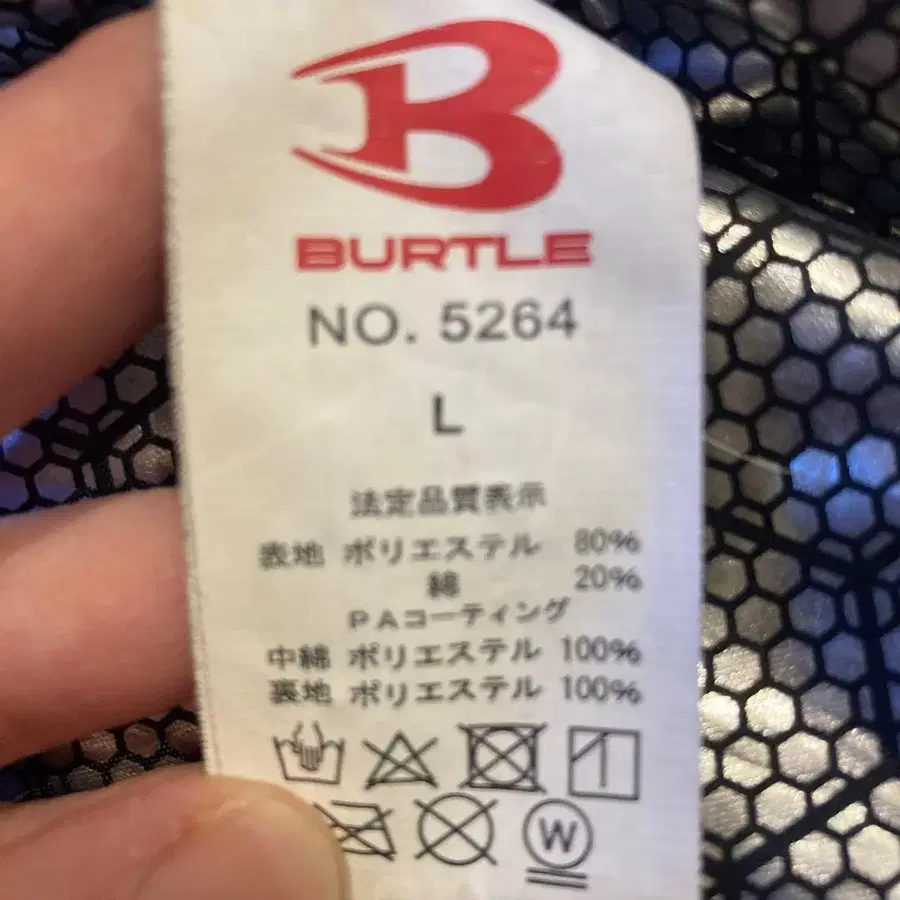 BURTLE
NO. 5264
L
法定品質表示
表地 ポリエステル 80%
綿 20%
PAコーティング
中綿 ポリエステル 100%
裏地 ポリエステル 100%
W